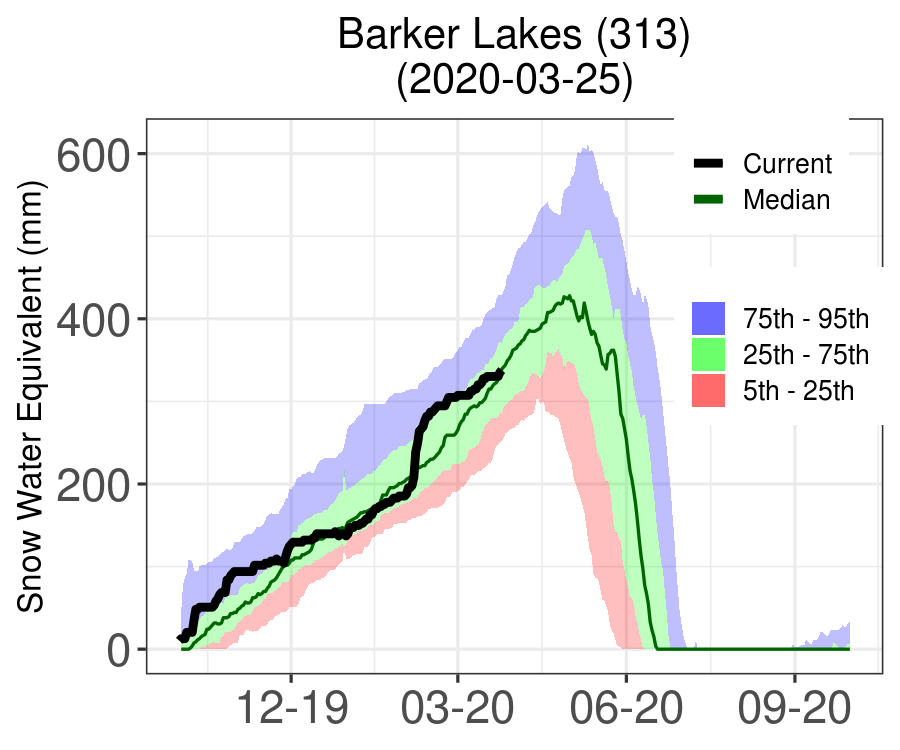 Barker Lakes (313)
(2020-03-25)
Snow Water Equivalent (mm)
600
400
200
0
Current
Median
75th - 95th
25th - 75th
5th - 25th
12-19
03-20
06-20
09-20